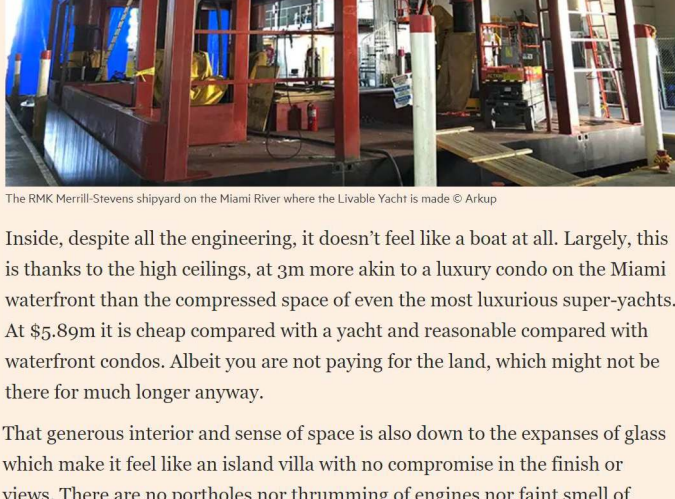 The RMK Merrill-Stevens shipyard on the Miami River where the Livable Yacht is made © Arkup
Inside, despite all the engineering, it doesn’t feel like a boat at all. Largely, this
is thanks to the high ceilings, at 3m more akin to a luxury condo on the Miami
waterfront than the compressed space of even the most luxurious super-yachts.
At $5.89m it is cheap compared with a yacht and reasonable compared with
waterfront condos. Albeit you are not paying for the land, which might not be
there for much longer anyway.
That generous interior and sense of space is also down to the expanses of glass
which make it feel like an island villa with no compromise in the finish or
views. There are no portholes nor thrumming of engines nor faint smell of